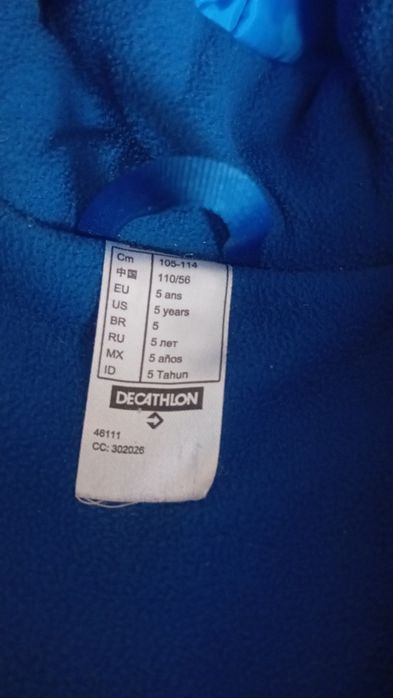 Cm 105-114
中国 110/56
EU 5 ans
US 5 years
BR 5
RU 5 лет
MX 5 años
ID 5 Tahun
DECATHLON
46111
CC: 302026